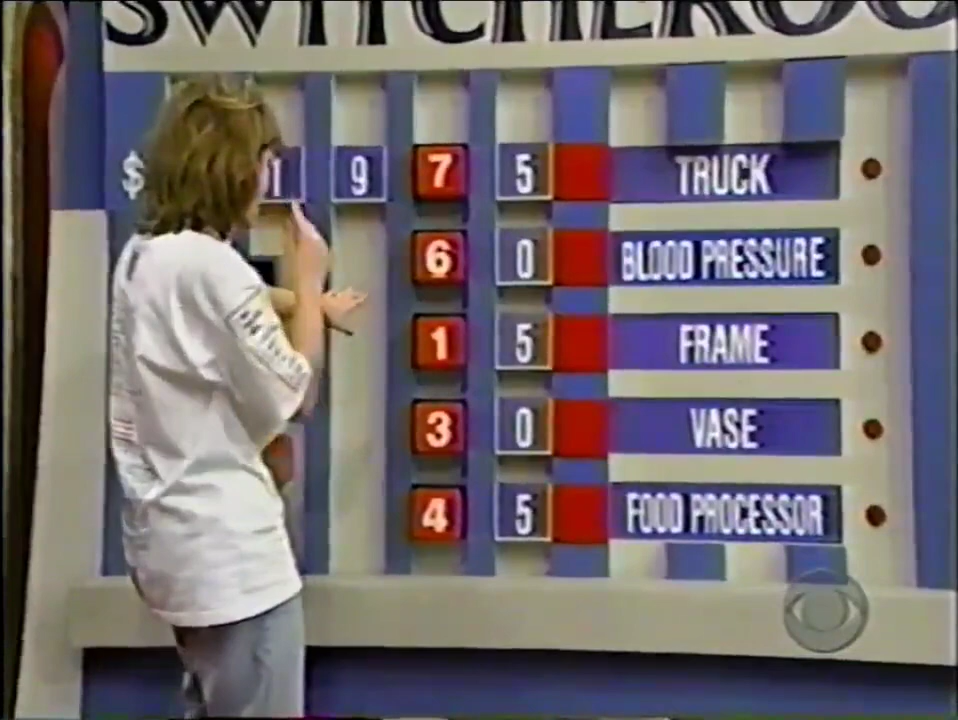 SWITCHEROO
$ 1 9 7 5 TRUCK
6 0 BLOOD PRESSURE
1 5 FRAME
3 0 VASE
4 5 FOOD PROCESSOR